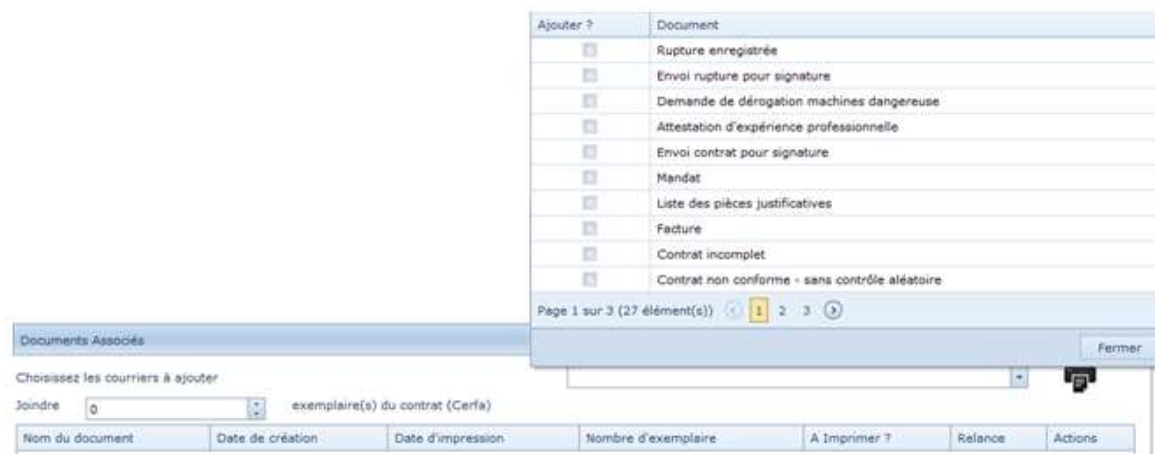 Ajouter ? Document
Rupture enregistrée
Envoi rupture pour signature
Demande de dérogation machines dangereuse
Attestation d'expérience professionnelle
Envoi contrat pour signature
Mandat
Liste des pièces justificatives
Facture
Contrat incomplet
Contrat non conforme - sans contrôle aléatoire
Page 1 sur 3 (27 élément(s)) 1 2 3
Fermer
Documents Associés
Choisissez les courriers à ajouter
Joindre 0 exemplaire(s) du contrat (Cerfa)
Nom du document Date de création Date d'impression Nombre d'exemplaire A Imprimer ? Relance Actions